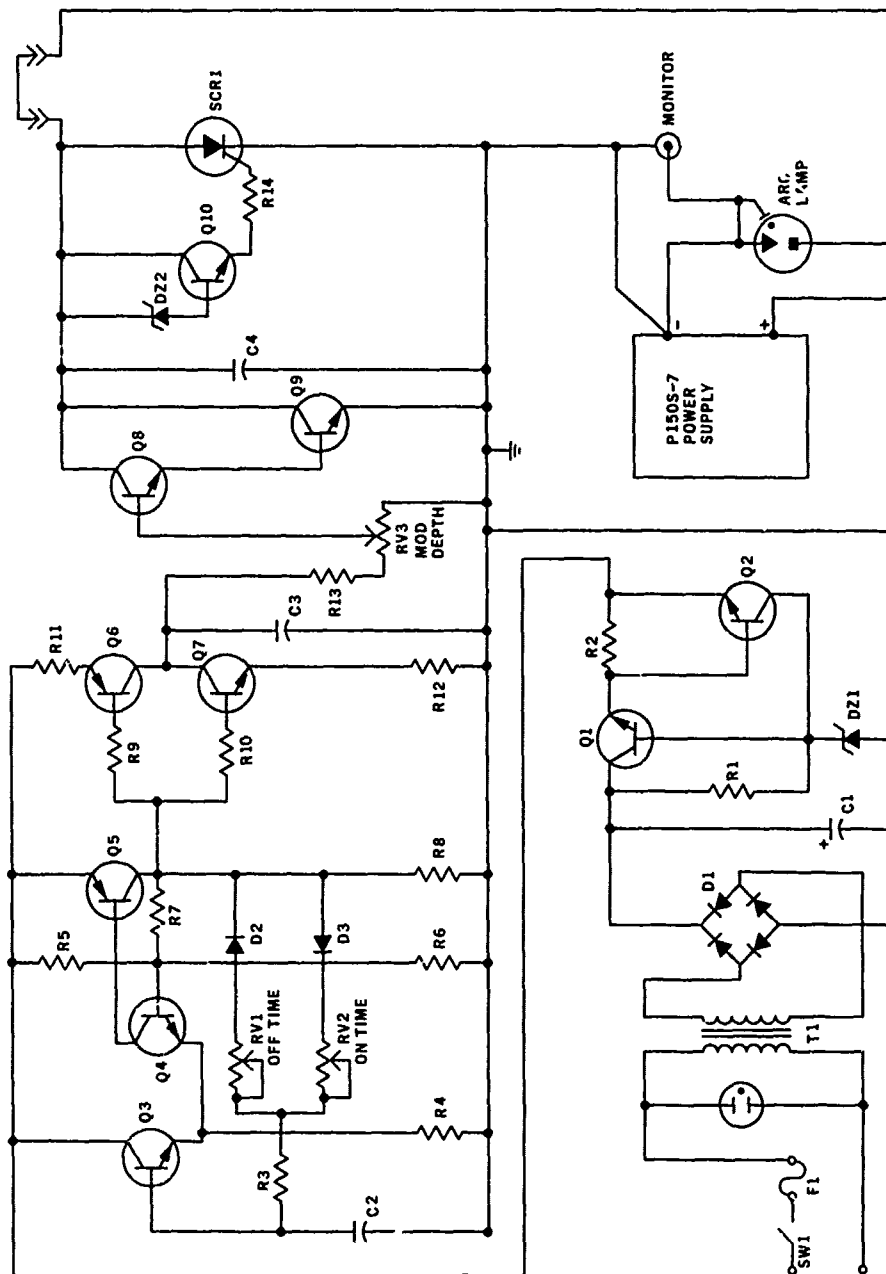 SCR1
R14
Q10
DZ2
C4
Q9
Q8
RV3
MOD
DEPTH
R13
C3
R11
Q6
Q7
R12
R9
R10
Q5
R7
R8
R5
D2
D3
R6
Q4
RV1
OFF TIME
RV2
ON TIME
Q3
R4
R3
C2
MONITOR
ARC
LAMP
-
+
P150S-7
POWER
SUPPLY
R2
Q2
Q1
DZ1
R1
+
C1
D1
T1
F1
SW1